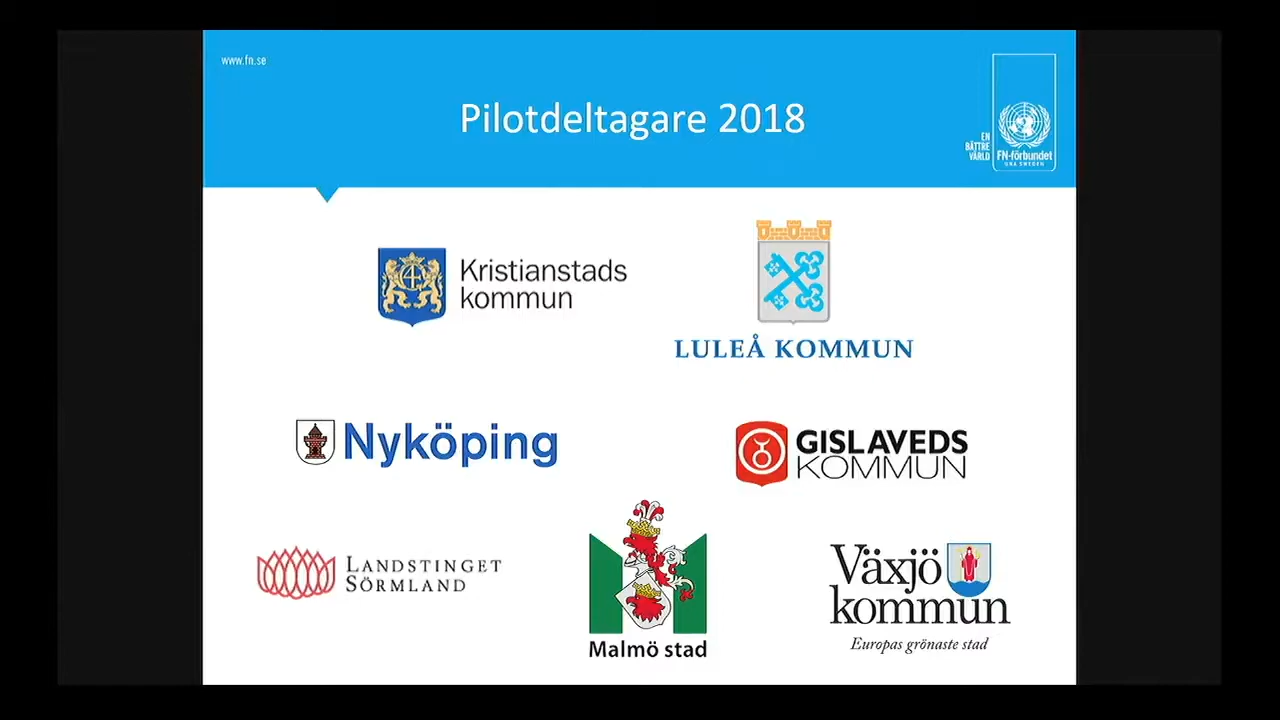 www.fn.se
Pilotdeltagare 2018
EN
BÄTTRE
VÄRLD
FN-förbundet
UNA SWEDEN
Kristianstads
kommun
LULEÅ KOMMUN
Nyköping
GISLAVEDS
KOMMUN
LANDSTINGET
SÖRMLAND
Malmö stad
Växjö
kommun
Europas grönaste stad